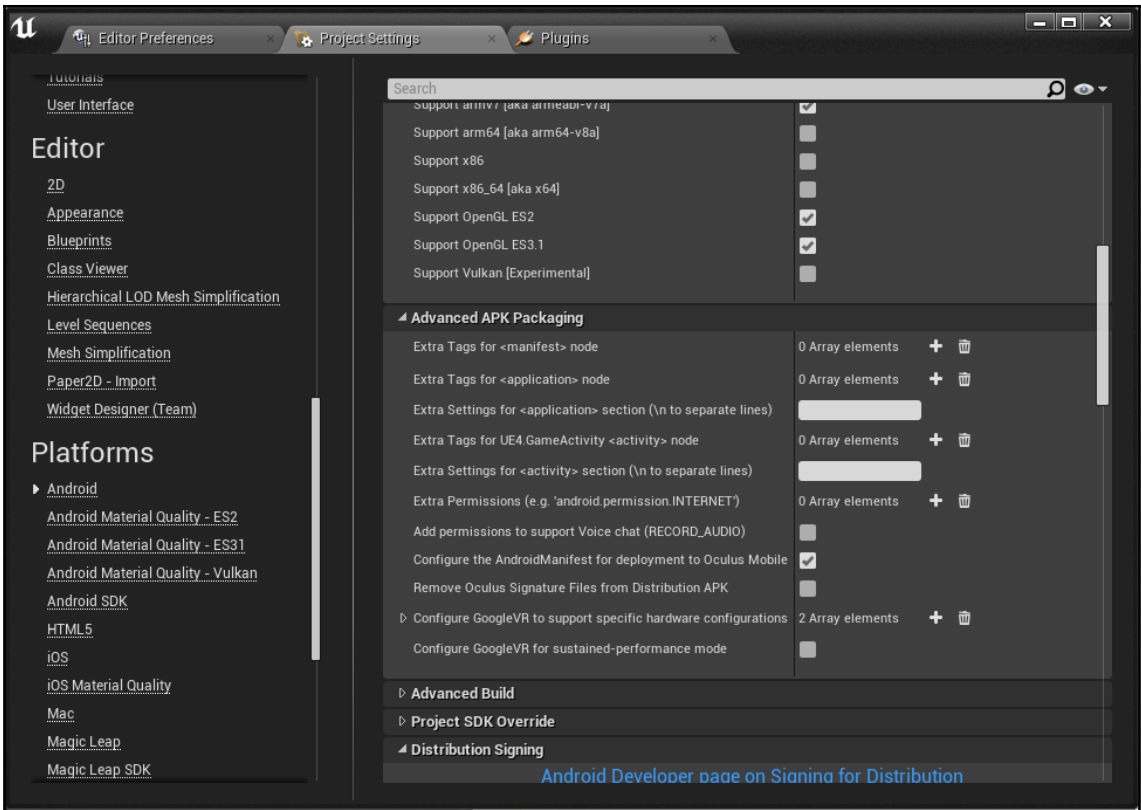 Editor Preferences
Project Settings
Plugins
Tutorials
User Interface
Editor
2D
Appearance
Blueprints
Class Viewer
Hierarchical LOD Mesh Simplification
Level Sequences
Mesh Simplification
Paper2D - Import
Widget Designer (Team)
Platforms
Android
Android Material Quality - ES2
Android Material Quality - ES31
Android Material Quality - Vulkan
Android SDK
HTML5
iOS
iOS Material Quality
Mac
Magic Leap
Magic Leap SDK
Search
Support armv7 [aka armeabi-v7a]
Support arm64 [aka arm64-v8a]
Support x86
Support x86_64 [aka x64]
Support OpenGL ES2
Support OpenGL ES3.1
Support Vulkan [Experimental]
Advanced APK Packaging
Extra Tags for <manifest> node 0 Array elements
Extra Tags for <application> node 0 Array elements
Extra Settings for <application> section (\n to separate lines)
Extra Tags for UE4.GameActivity <activity> node 0 Array elements
Extra Settings for <activity> section (\n to separate lines)
Extra Permissions (e.g. 'android.permission.INTERNET') 0 Array elements
Add permissions to support Voice chat (RECORD_AUDIO)
Configure the AndroidManifest for deployment to Oculus Mobile
Remove Oculus Signature Files from Distribution APK
Configure GoogleVR to support specific hardware configurations 2 Array elements
Configure GoogleVR for sustained-performance mode
Advanced Build
Project SDK Override
Distribution Signing
Android Developer page on Signing for Distribution